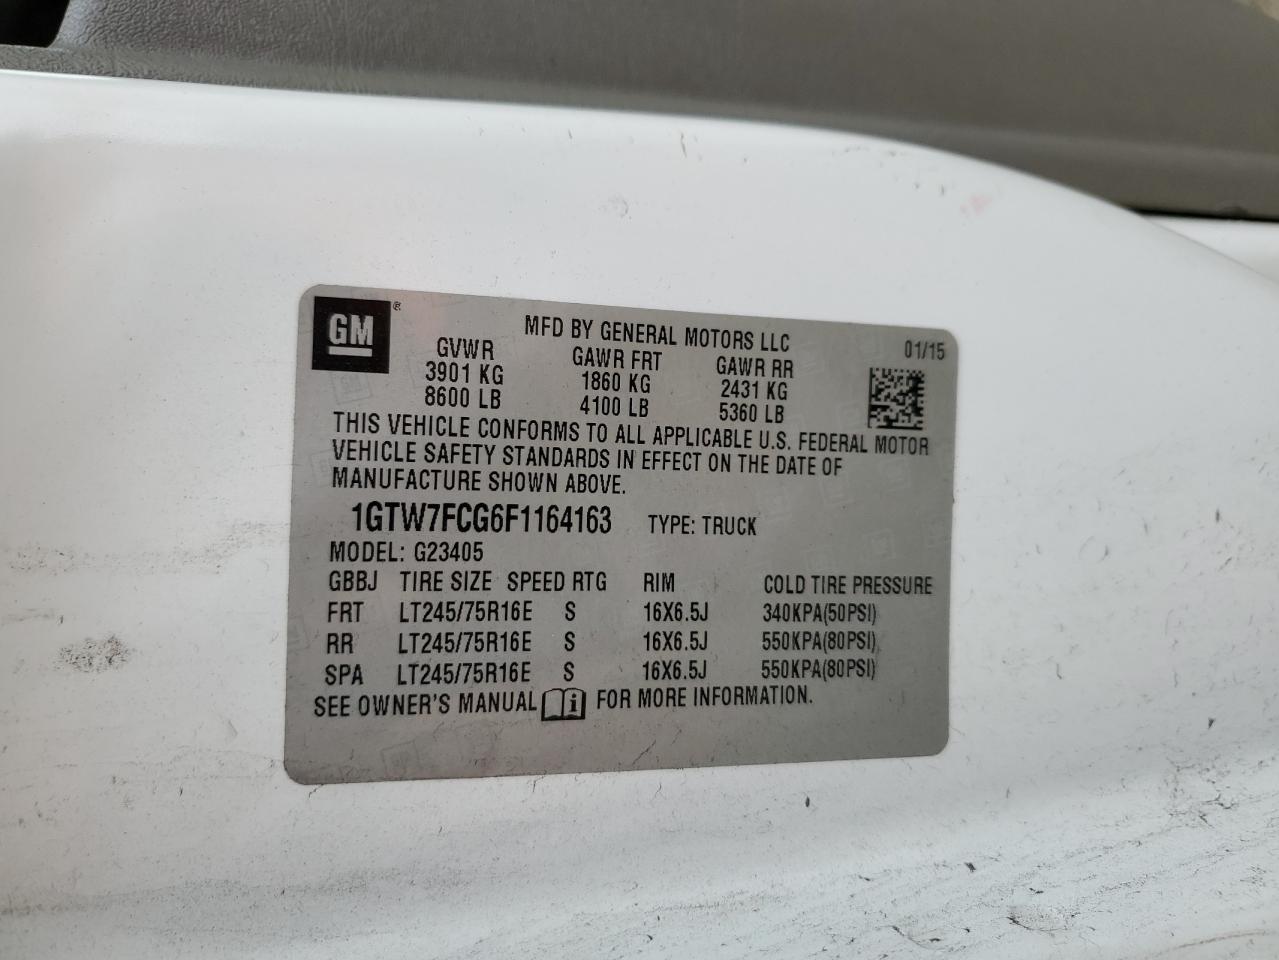 GM ®
MFD BY GENERAL MOTORS LLC 01/15
GVWR GAWR FRT GAWR RR
3901 KG 1860 KG 2431 KG
8600 LB 4100 LB 5360 LB
THIS VEHICLE CONFORMS TO ALL APPLICABLE U.S. FEDERAL MOTOR
VEHICLE SAFETY STANDARDS IN EFFECT ON THE DATE OF
MANUFACTURE SHOWN ABOVE.
1GTW7FCG6F1164163 TYPE: TRUCK
MODEL: G23405
GBBJ TIRE SIZE SPEED RTG RIM COLD TIRE PRESSURE
FRT LT245/75R16E S 16X6.5J 340KPA(50PSI)
RR LT245/75R16E S 16X6.5J 550KPA(80PSI)
SPA LT245/75R16E S 16X6.5J 550KPA(80PSI)
SEE OWNER'S MANUAL i FOR MORE INFORMATION.